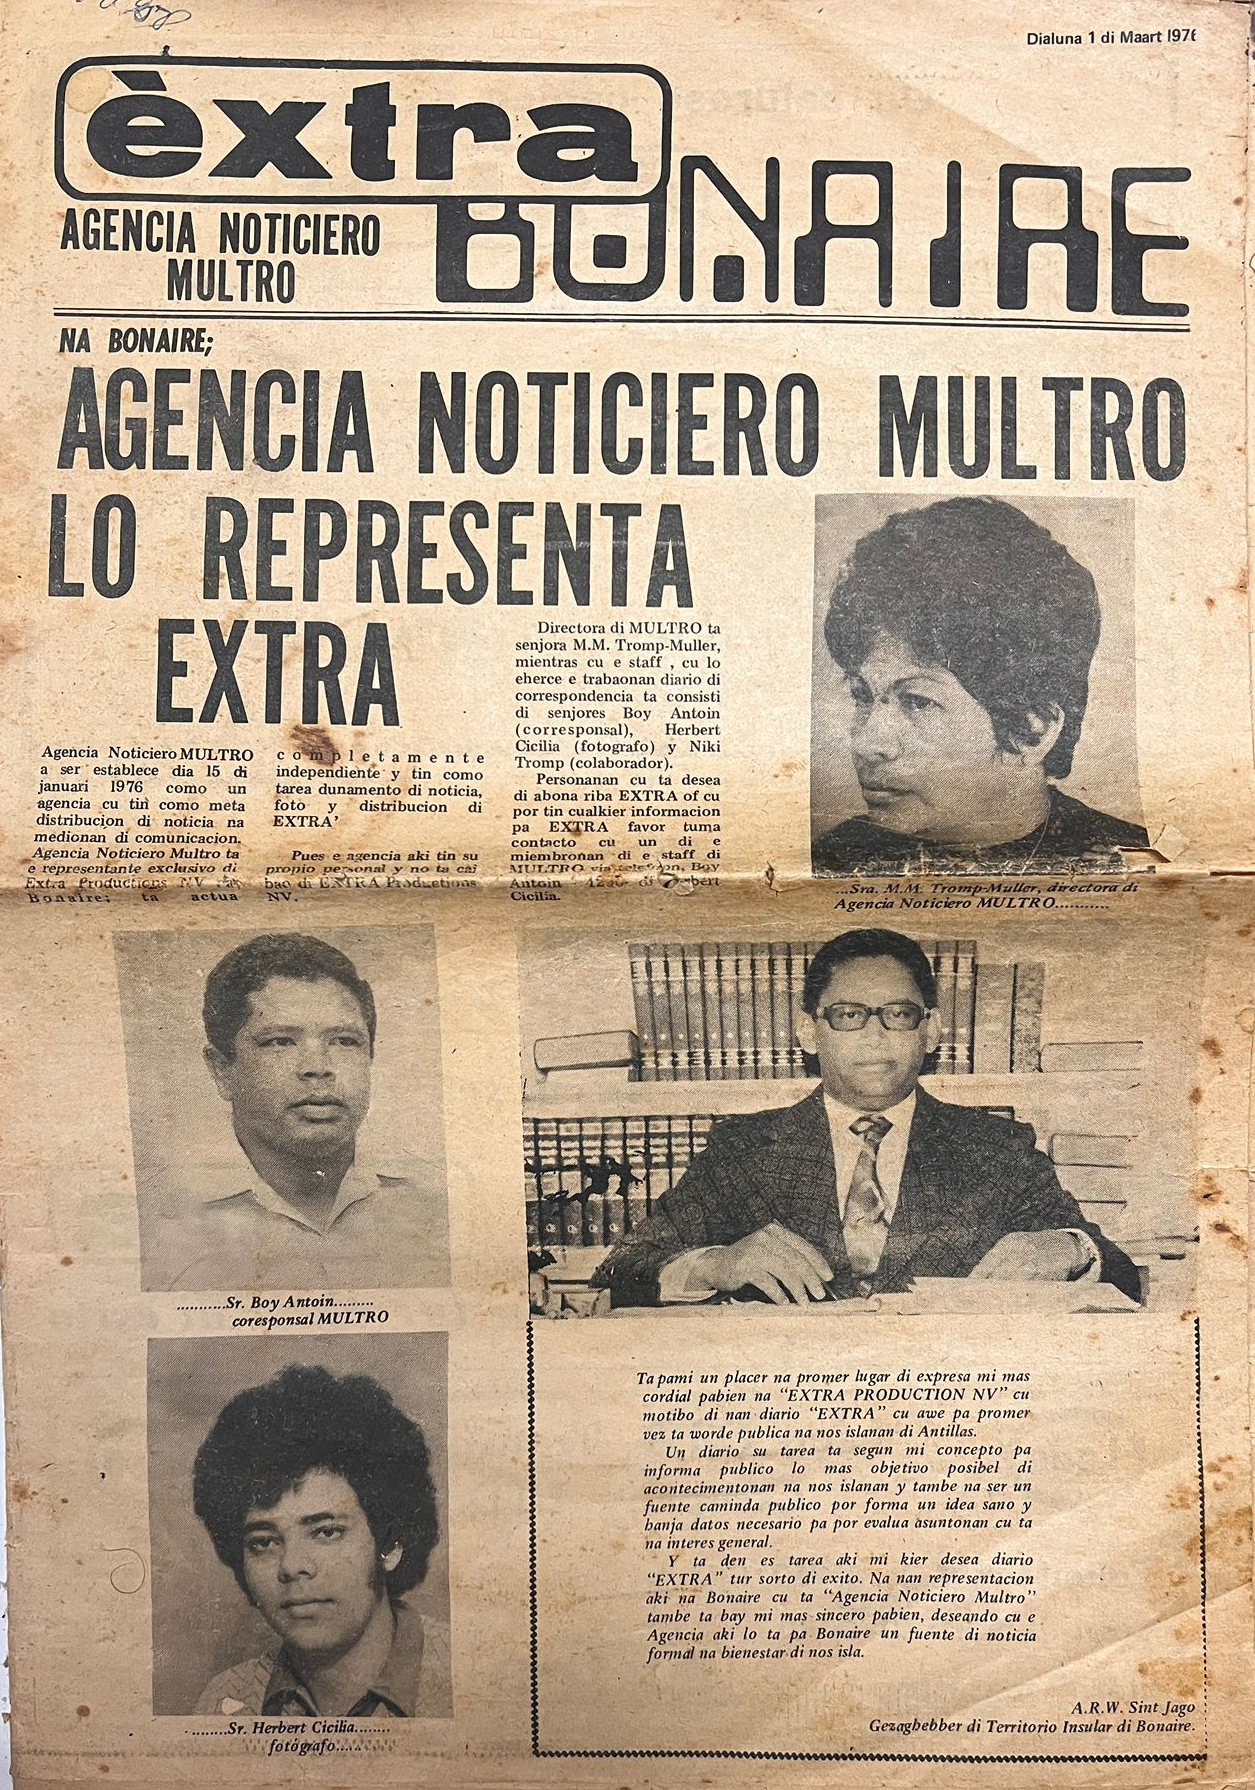 Dialuna 1 di Maart 1976
èxtra
BONAIRE
AGENCIA NOTICIERO
MULTRO
NA BONAIRE;
AGENCIA NOTICIERO MULTRO
LO REPRESENTA
EXTRA
Agencia Noticiero MULTRO
a ser establece dia 15 di
januari 1976 como un
agencia cu tin como meta
distribucion di noticia na
medionan di comunicacion.
Agencia Noticiero Multro ta
e representante exclusivo di
Extra Productions NV na
Bonaire; ta actua
completamente
independiente y tin como
tarea dunamento di noticia,
foto y distribucion di
EXTRA'
Pues e agencia aki tin su
propio personal y no ta cai
bao di EXTRA Productions
NV.
Directora di MULTRO ta
senjora M.M. Tromp-Muller,
mientras cu e staff , cu lo
eherce e trabaonan diario di
correspondencia ta consisti
di senjores Boy Antoin
(corresponsal), Herbert
Cicilia (fotografo) y Niki
Tromp (colaborador).
Personanan cu ta desea
di abona riba EXTRA of cu
por tin cualkier informacion
pa EXTRA favor tuma
contacto cu un di e
miembronan di e staff di
MULTRO via telefon, Boy
Antoin di
Cicilia.
...Sra. M.M. Tromp-Muller, directora di
Agencia Noticiero MULTRO...........
...........Sr. Boy Antoin.........
coresponsal MULTRO
........Sr. Herbert Cicilia........
fotógrafo......
Ta pami un placer na promer lugar di expresa mi mas
cordial pabien na “EXTRA PRODUCTION NV” cu
motibo di nan diario “EXTRA” cu awe pa promer
vez ta worde publica na nos islanan di Antillas.
Un diario su tarea ta segun mi concepto pa
informa publico lo mas objetivo posibel di
acontecimentonan na nos islanan y tambe na ser un
fuente caminda publico por forma un idea sano y
hanja datos necesario pa por evalua asuntonan cu ta
na interes general.
Y ta den es tarea aki mi kier desea diario
“EXTRA” tur sorto di exito. Na nan representacion
aki na Bonaire cu ta “Agencia Noticiero Multro”
tambe ta bay mi mas sincero pabien, deseando cu e
Agencia aki lo ta pa Bonaire un fuente di noticia
formal na bienestar di nos isla.
A.R.W. Sint Jago
Gezaghebber di Territorio Insular di Bonaire.